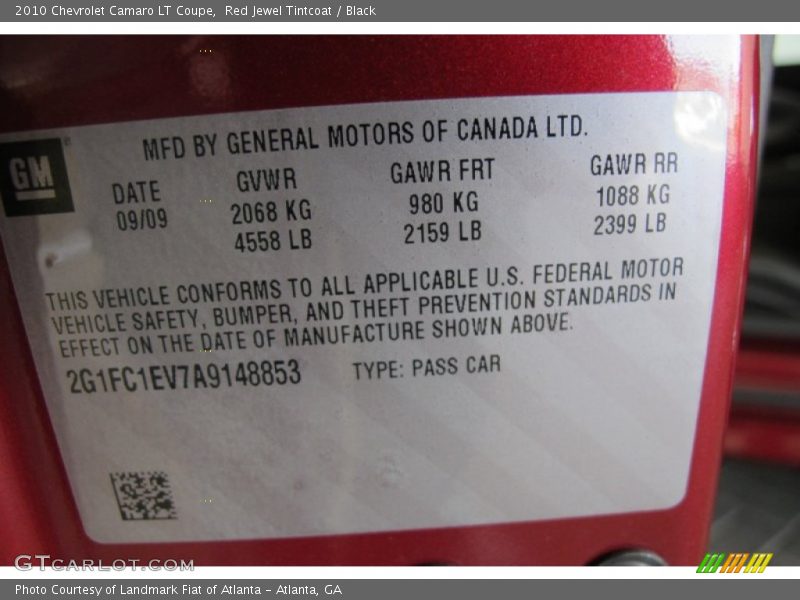 2010 Chevrolet Camaro LT Coupe, Red Jewel Tintcoat / Black
MFD BY GENERAL MOTORS OF CANADA LTD.
GM
DATE GVWR GAWR FRT GAWR RR
09/09 2068 KG 980 KG 1088 KG
4558 LB 2159 LB 2399 LB
THIS VEHICLE CONFORMS TO ALL APPLICABLE U.S. FEDERAL MOTOR
VEHICLE SAFETY, BUMPER, AND THEFT PREVENTION STANDARDS IN
EFFECT ON THE DATE OF MANUFACTURE SHOWN ABOVE.
2G1FC1EV7A9148853 TYPE: PASS CAR
GTCARLOT.COM
Photo Courtesy of Landmark Fiat of Atlanta - Atlanta, GA